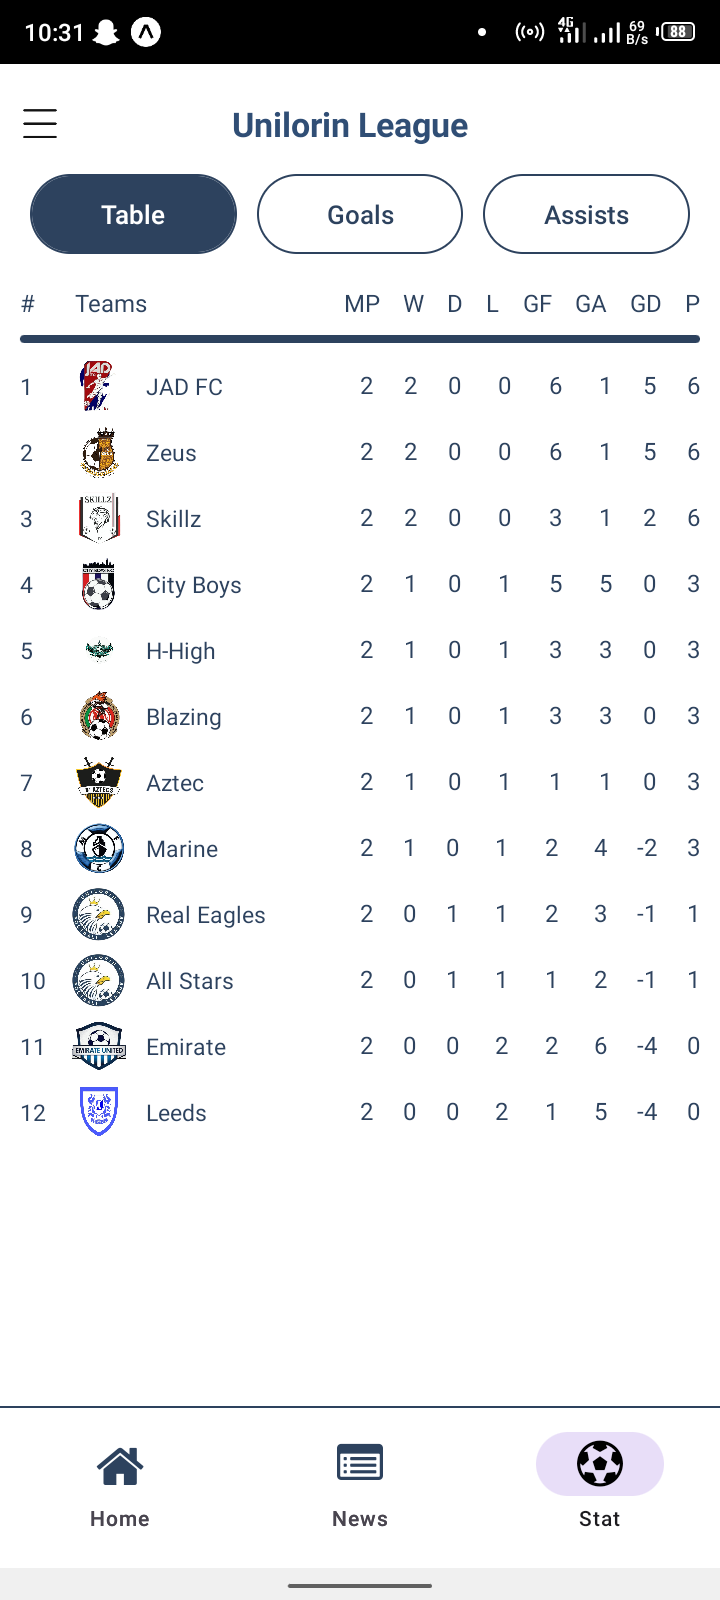 10:31 4G 69 B/s 88
Unilorin League
Table Goals Assists
# Teams MP W D L GF GA GD P
1 JAD JAD FC 2 2 0 0 6 1 5 6
2 Zeus 2 2 0 0 6 1 5 6
3 SKILLZ Skillz 2 2 0 0 3 1 2 6
4 City Boys 2 1 0 1 5 5 0 3
5 H-High 2 1 0 1 3 3 0 3
6 Blazing 2 1 0 1 3 3 0 3
7 Aztec 2 1 0 1 1 1 0 3
8 Marine 2 1 0 1 2 4 -2 3
9 Real Eagles 2 0 1 1 2 3 -1 1
10 All Stars 2 0 1 1 1 2 -1 1
11 EMIRATE UNITED Emirate 2 0 0 2 2 6 -4 0
12 Leeds 2 0 0 2 1 5 -4 0
Home News Stat